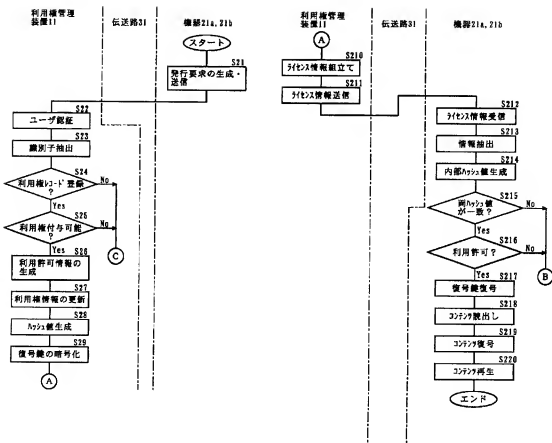 利用権管理
装置11
伝送路31
機器21a, 21b
スタート
S21
発行要求の生成・
送信
S22
ユーザ認証
S23
識別子抽出
S24
利用権ﾚｺｰﾄﾞ登録
?
No
Yes
S25
利用権付与可能
?
No
Yes
C
S26
利用許可情報の
生成
S27
利用権情報の更新
S28
ﾊｯｼｭ値生成
S29
復号鍵の暗号化
A
利用権管理
装置11
伝送路31
機器21a, 21b
A
S210
ﾗｲｾﾝｽ情報組立て
S211
ﾗｲｾﾝｽ情報送信
S212
ﾗｲｾﾝｽ情報受信
S213
情報抽出
S214
内部ﾊｯｼｭ値生成
S215
両ﾊｯｼｭ値
が一致?
No
Yes
S216
利用許可?
No
Yes
B
S217
復号鍵復号
S218
ｺﾝﾃﾝﾂ読出し
S219
ｺﾝﾃﾝﾂ復号
S220
ｺﾝﾃﾝﾂ再生
エンド